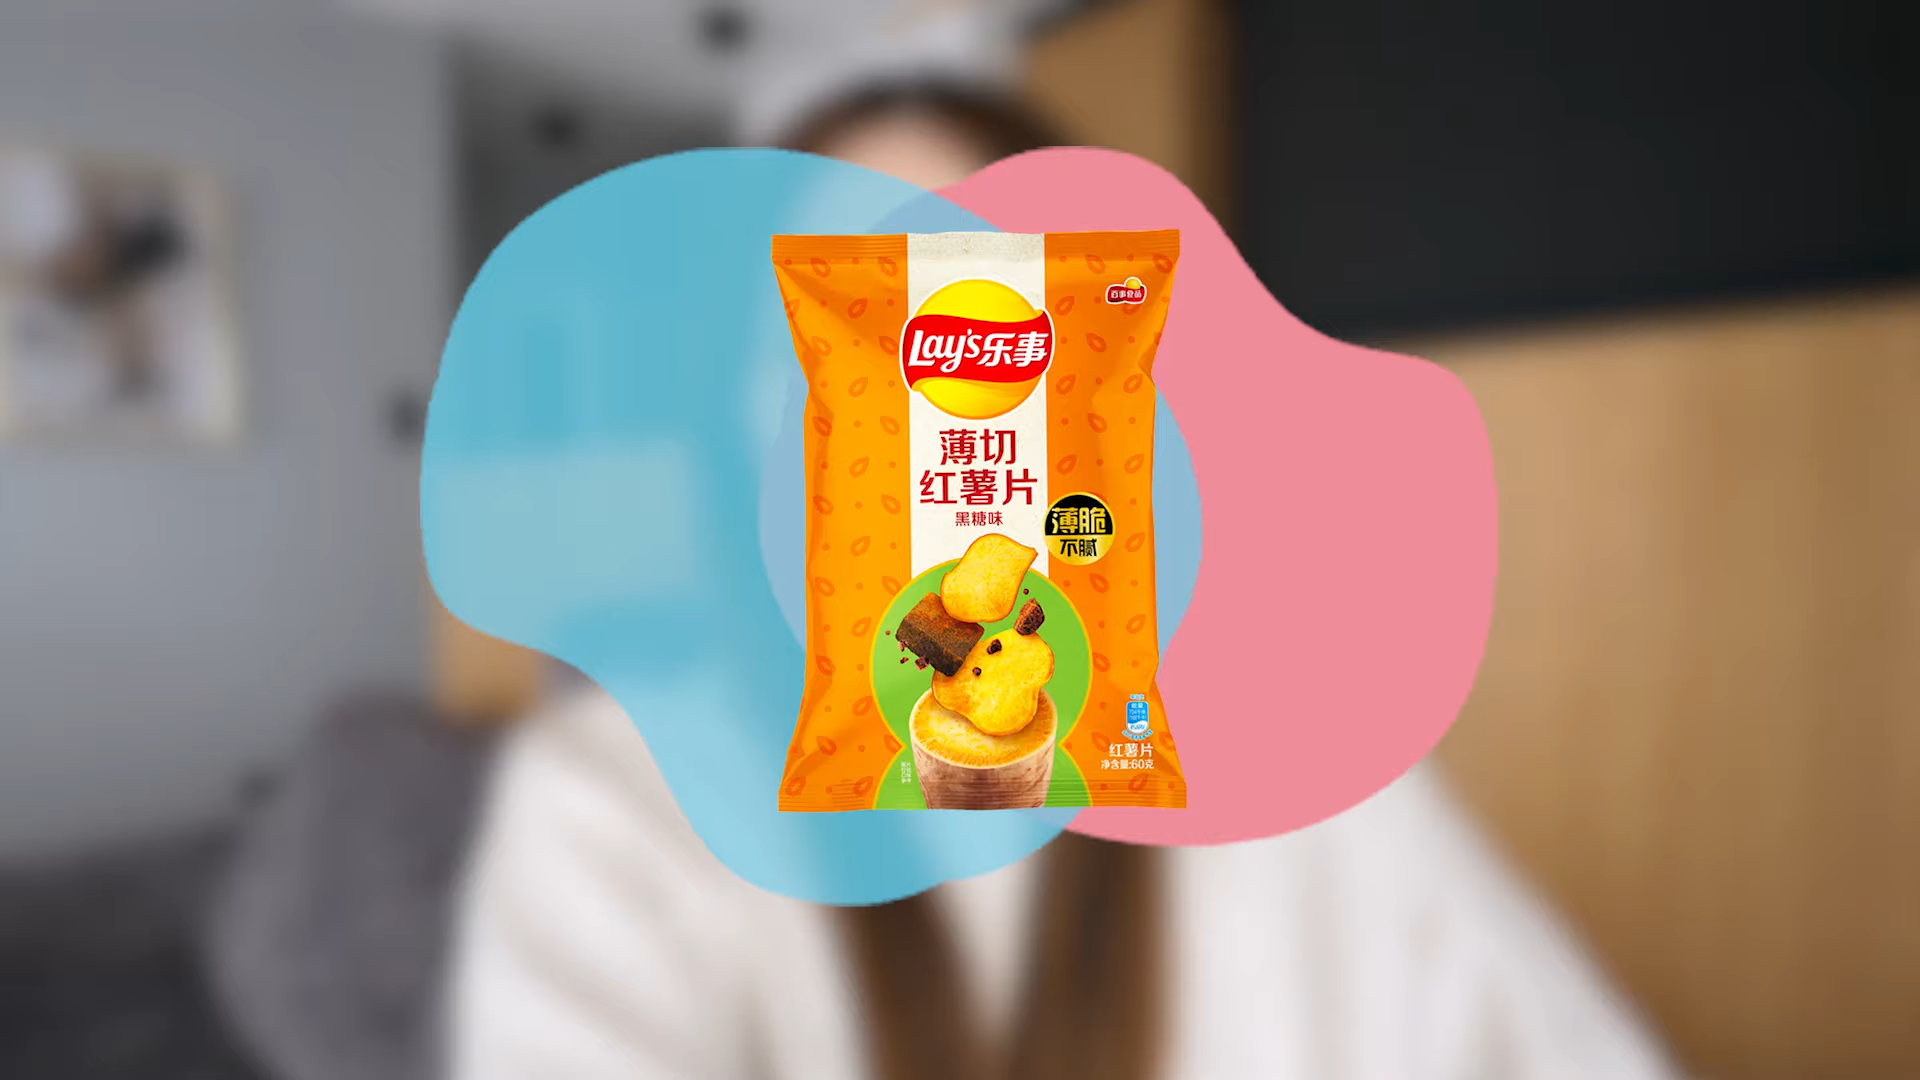 百事食品
Lay's乐事
薄切
红薯片
黑糖味
薄脆
不腻
红薯片
净含量:60克